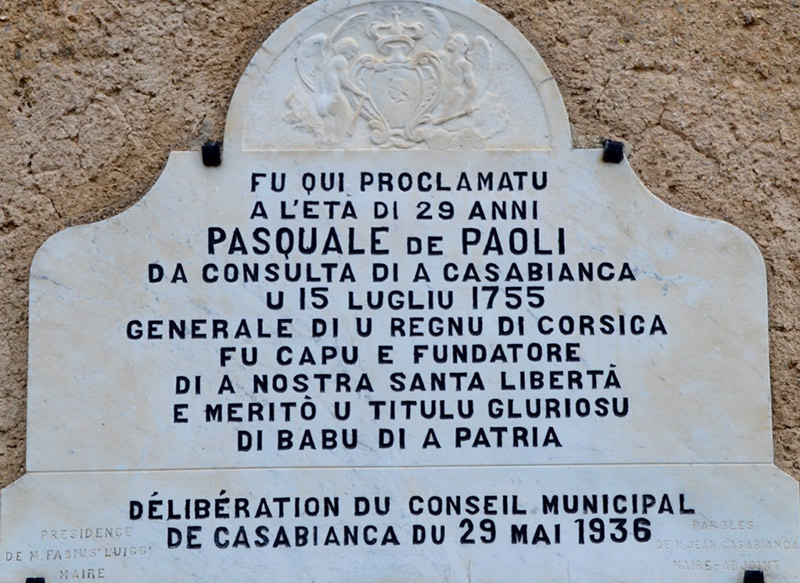 FU QUI PROCLAMATU
A L'ETÀ DI 29 ANNI
PASQUALE DE PAOLI
DA CONSULTA DI A CASABIANCA
U 15 LUGLIU 1755
GENERALE DI U REGNU DI CORSICA
FU CAPU E FUNDATORE
DI A NOSTRA SANTA LIBERTÀ
E MERITÒ U TITULU GLURIOSU
DI BABU DI A PATRIA
DÉLIBÉRATION DU CONSEIL MUNICIPAL
DE CASABIANCA DU 29 MAI 1936
PRESIDENCE
DE M. FABIUS LUIGGI
MAIRE
PAROLES
DE M. JEAN CASABIANCA
MAIRE-ADJOINT